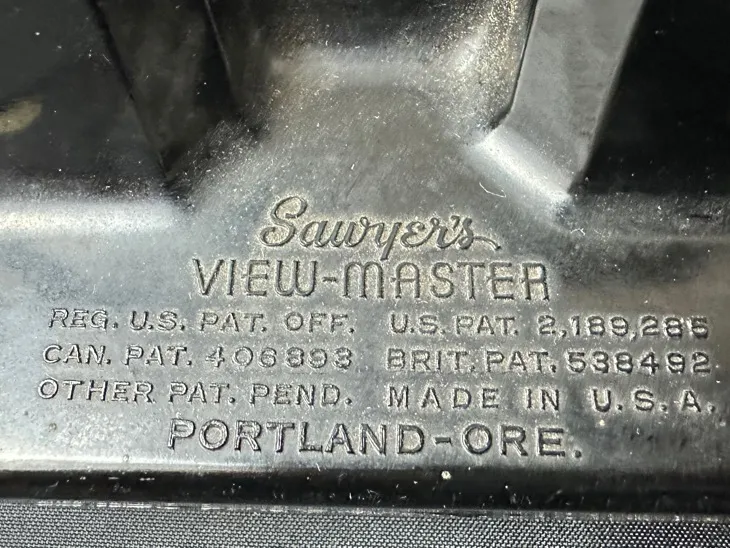 Sawyer's
VIEW-MASTER
REG. U.S. PAT. OFF. U.S. PAT. 2,189,285
CAN. PAT. 406893 BRIT. PAT. 538492
OTHER PAT. PEND. MADE IN U.S.A.
PORTLAND-ORE.